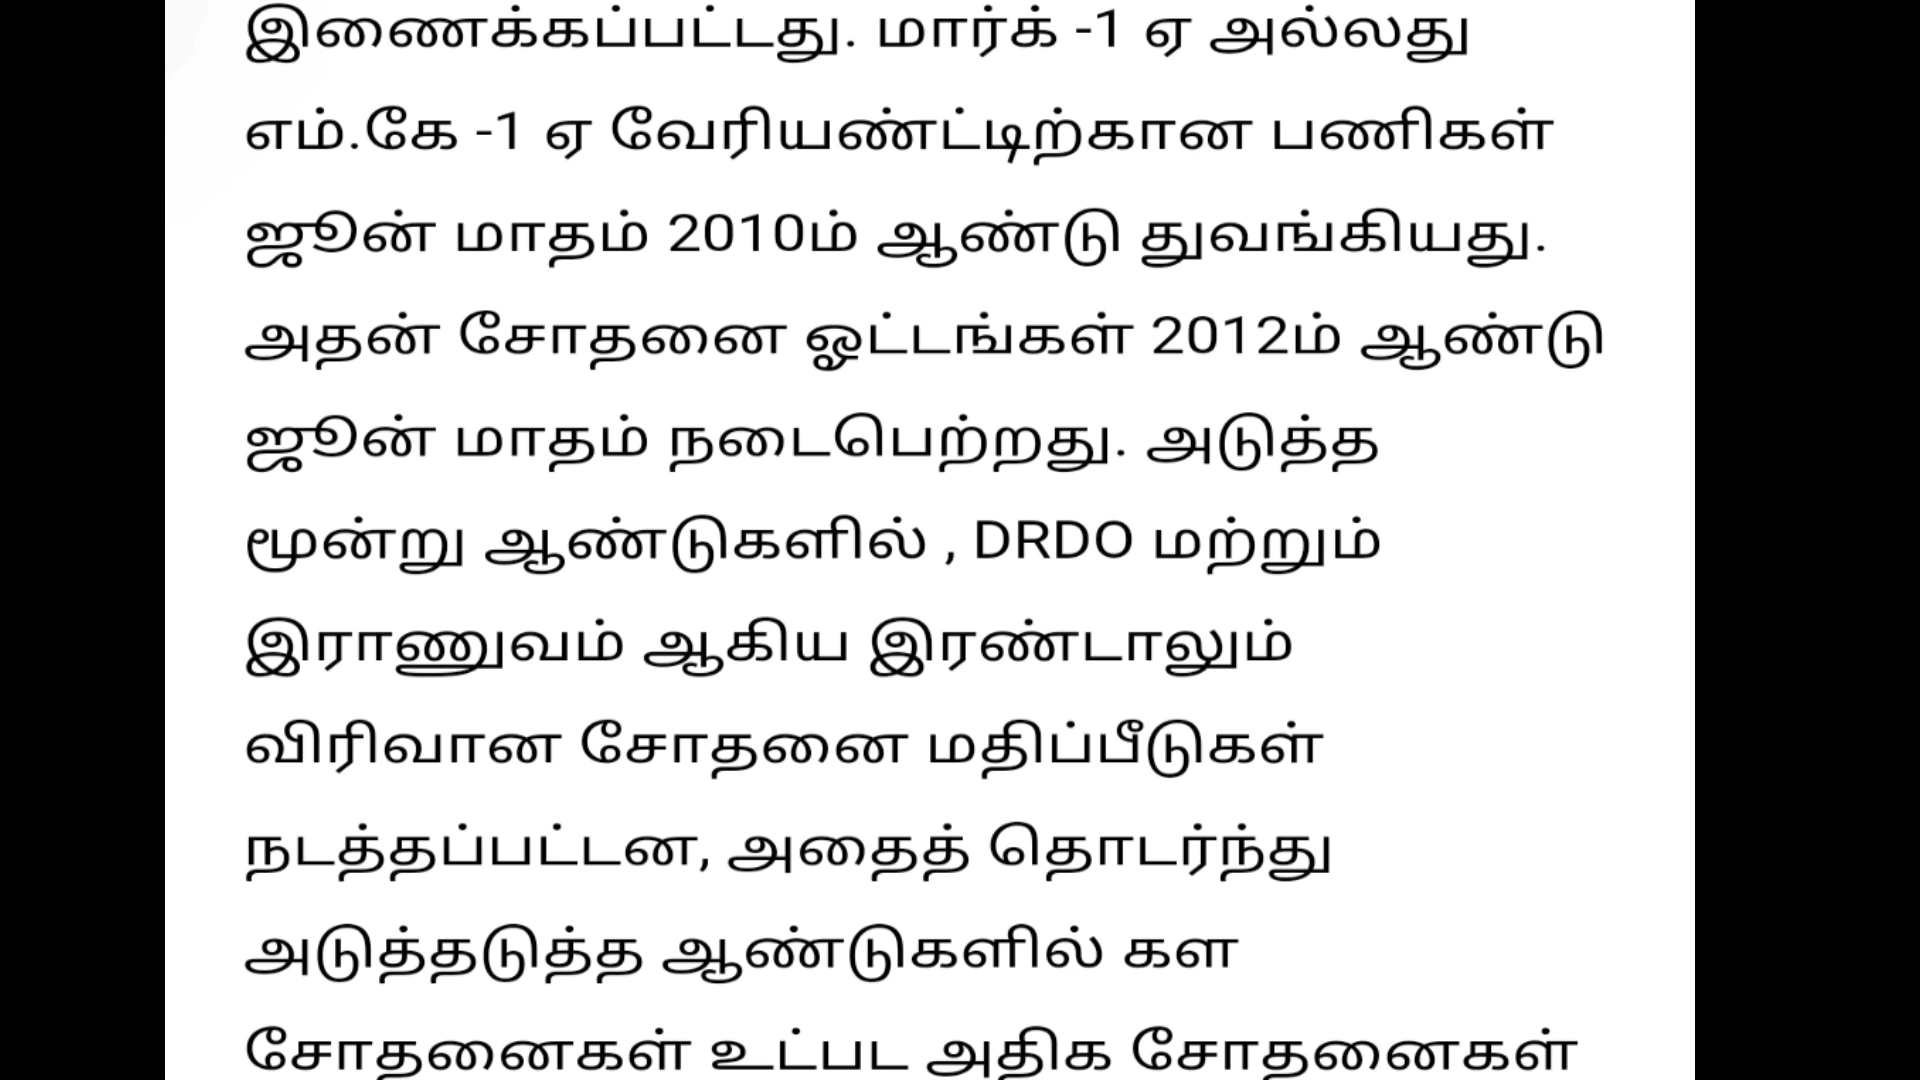 இணைக்கப்பட்டது. மார்க் -1 ஏ அல்லது
எம்.கே -1 ஏ வேரியண்ட்டிற்கான பணிகள்
ஜூன் மாதம் 2010ம் ஆண்டு துவங்கியது.
அதன் சோதனை ஓட்டங்கள் 2012ம் ஆண்டு
ஜூன் மாதம் நடைபெற்றது. அடுத்த
மூன்று ஆண்டுகளில் , DRDO மற்றும்
இராணுவம் ஆகிய இரண்டாலும்
விரிவான சோதனை மதிப்பீடுகள்
நடத்தப்பட்டன, அதைத் தொடர்ந்து
அடுத்தடுத்த ஆண்டுகளில் கள
சோதனைகள் உட்பட அதிக சோதனைகள்